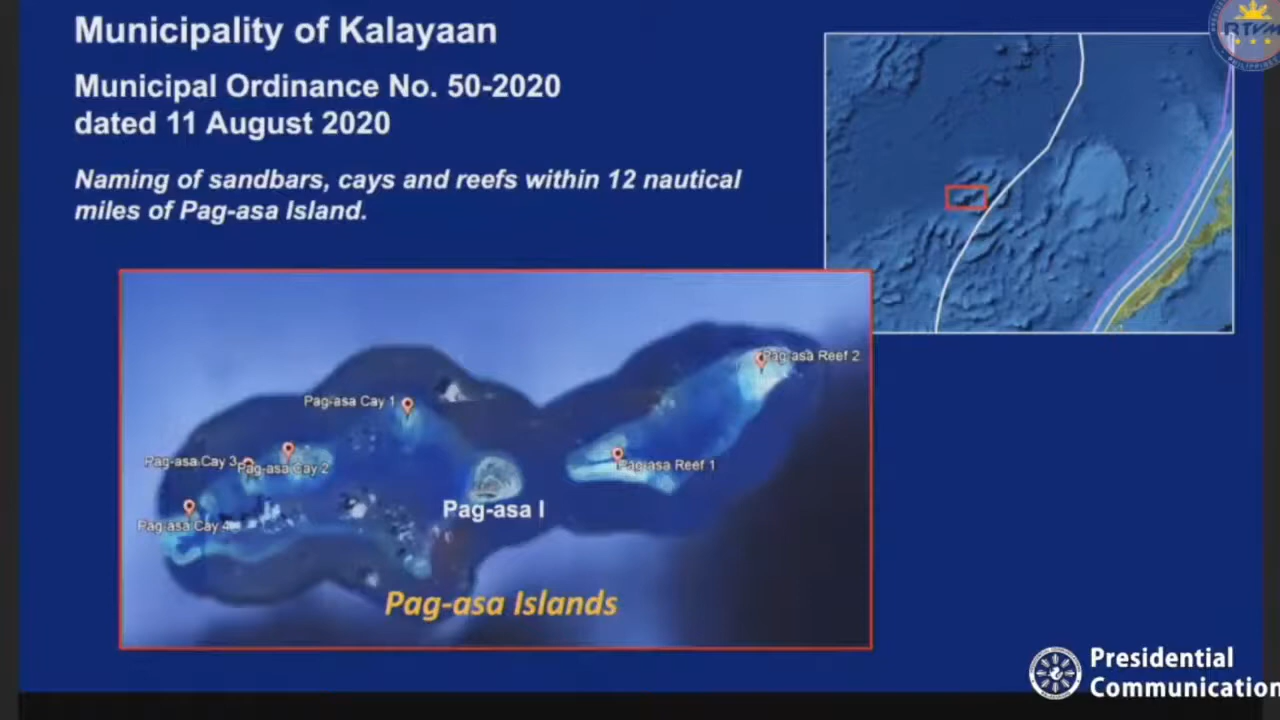 Municipality of Kalayaan
Municipal Ordinance No. 50-2020
dated 11 August 2020
Naming of sandbars, cays and reefs within 12 nautical
miles of Pag-asa Island.
RTVM
Pag-asa Reef 2
Pag-asa Cay 1
Pag-asa Cay 3
Pag-asa Cay 2
Pag-asa Reef 1
Pag-asa I
Pag-asa Cay 4
Pag-asa Islands
Presidential
Communication